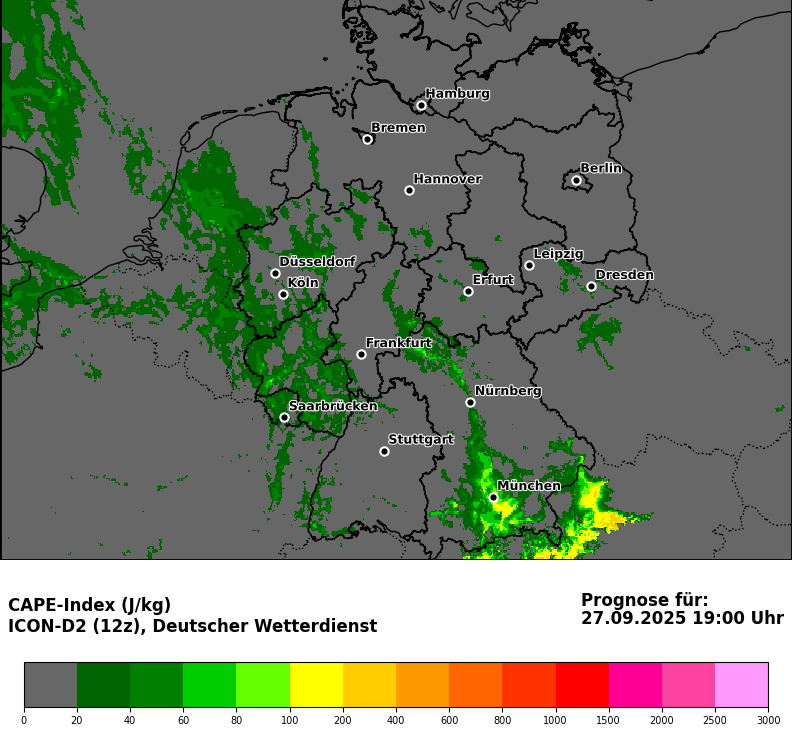 Hamburg
Bremen
Berlin
Hannover
Leipzig
Düsseldorf
Dresden
Köln
Erfurt
Frankfurt
Nürnberg
Saarbrücken
Stuttgart
München
CAPE-Index (J/kg)
ICON-D2 (12z), Deutscher Wetterdienst
Prognose für:
27.09.2025 19:00 Uhr
0 20 40 60 80 100 200 400 600 800 1000 1500 2000 2500 3000